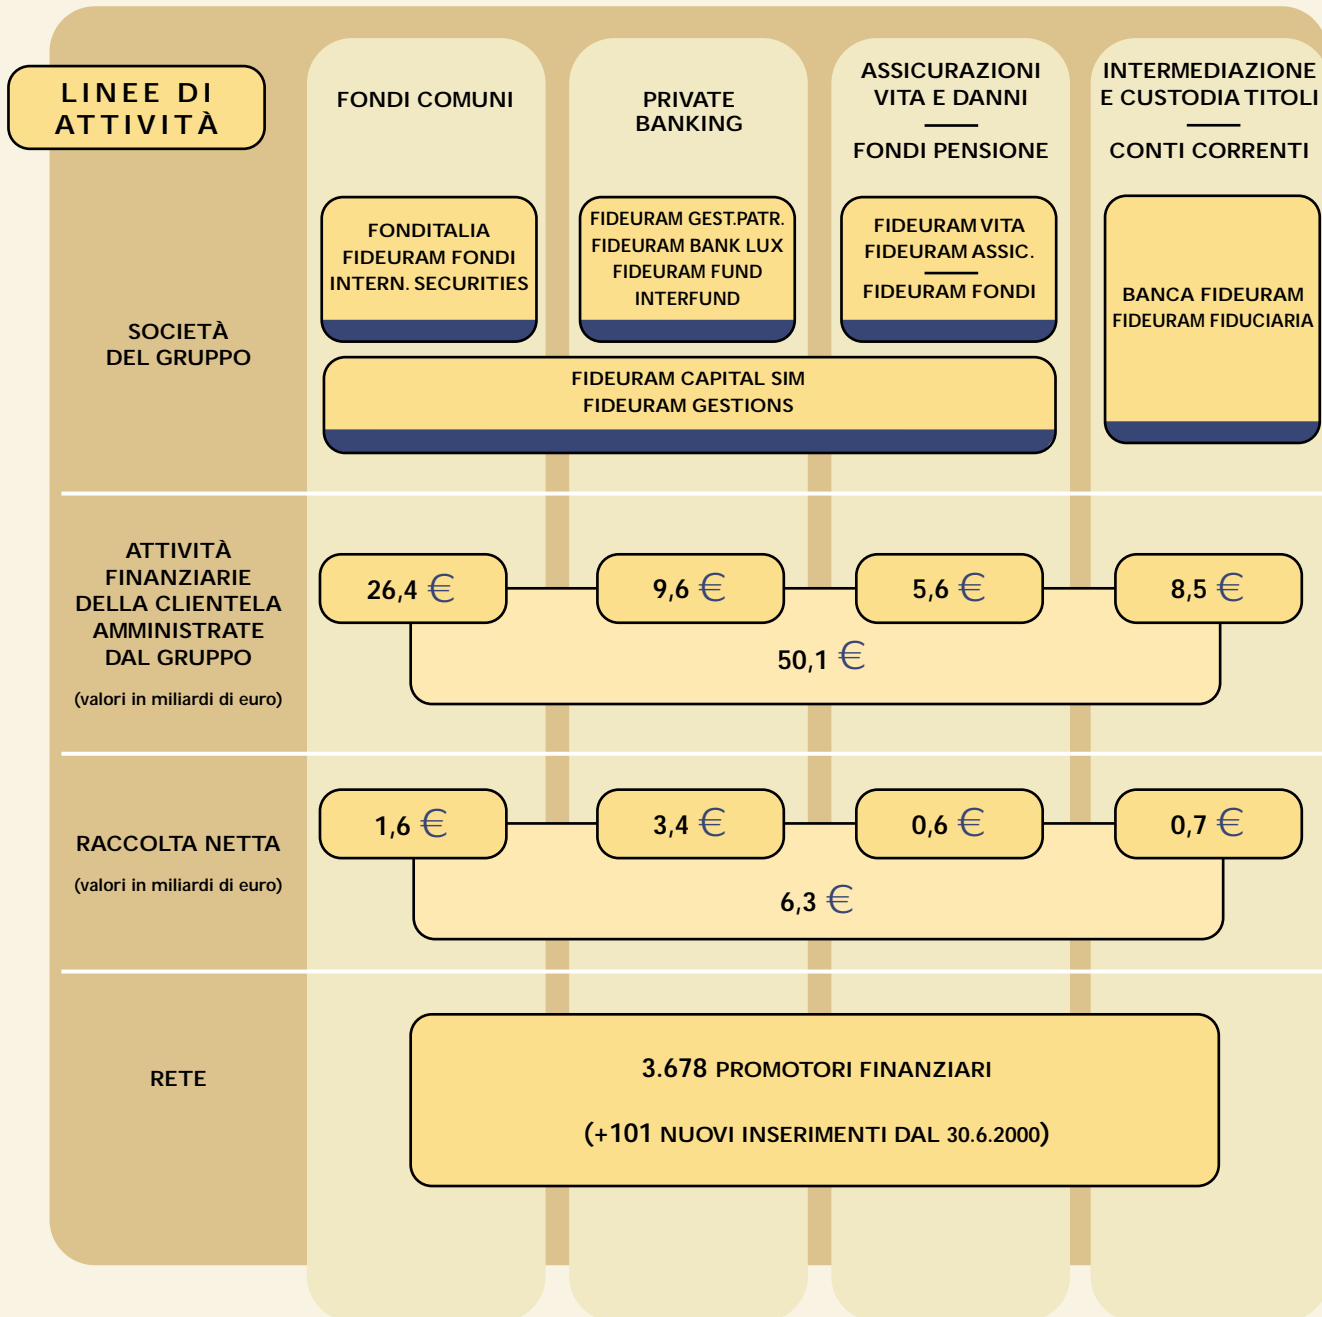 LINEE DI
ATTIVITÀ
FONDI COMUNI
PRIVATE
BANKING
ASSICURAZIONI
VITA E DANNI
FONDI PENSIONE
INTERMEDIAZIONE
E CUSTODIA TITOLI
CONTI CORRENTI
SOCIETÀ
DEL GRUPPO
FONDITALIA
FIDEURAM FONDI
INTERN. SECURITIES
FIDEURAM GEST.PATR.
FIDEURAM BANK LUX
FIDEURAM FUND
INTERFUND
FIDEURAM VITA
FIDEURAM ASSIC.
FIDEURAM FONDI
BANCA FIDEURAM
FIDEURAM FIDUCIARIA
FIDEURAM CAPITAL SIM
FIDEURAM GESTIONS
ATTIVITÀ
FINANZIARIE
DELLA CLIENTELA
AMMINISTRATE
DAL GRUPPO
(valori in miliardi di euro)
26,4 €
9,6 €
5,6 €
8,5 €
50,1 €
RACCOLTA NETTA
(valori in miliardi di euro)
1,6 €
3,4 €
0,6 €
0,7 €
6,3 €
RETE
3.678 PROMOTORI FINANZIARI
(+101 NUOVI INSERIMENTI DAL 30.6.2000)